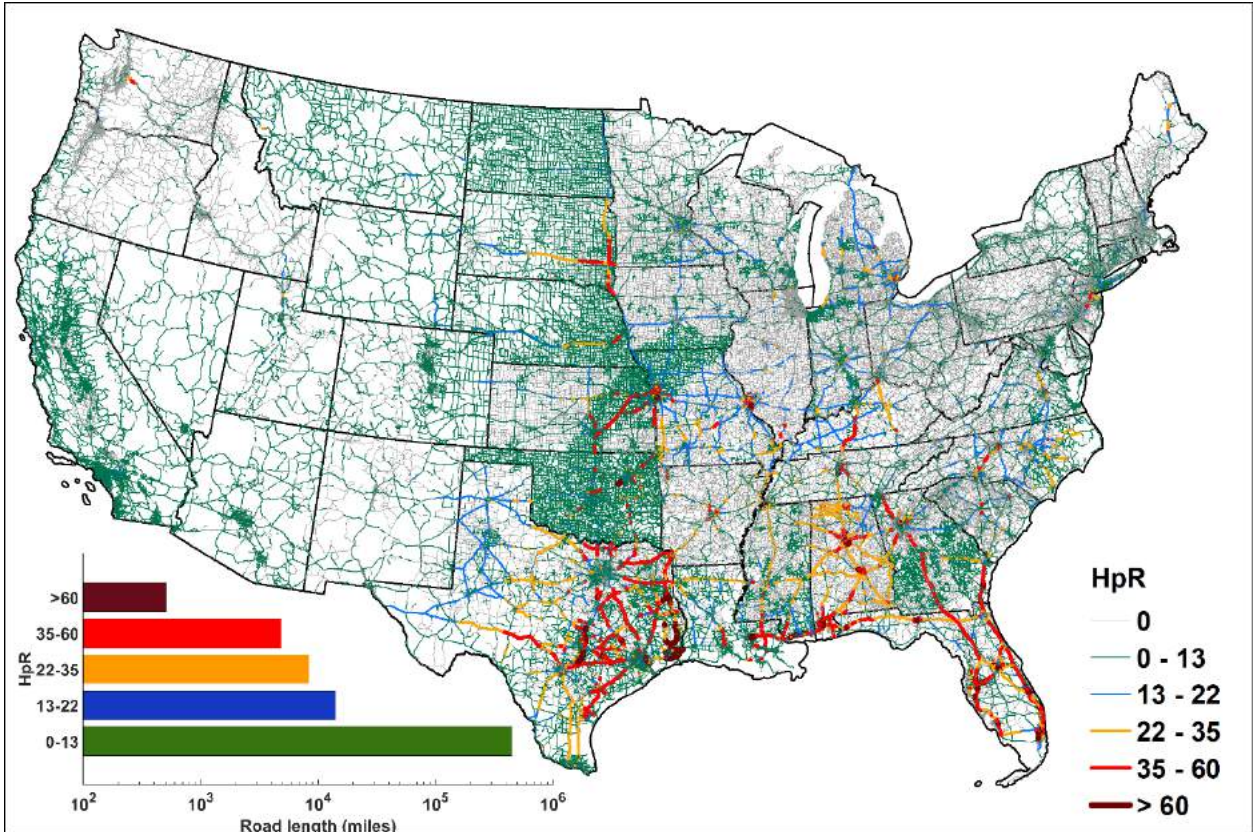 HpR
0
0 - 13
13 - 22
22 - 35
35 - 60
> 60
>60
35-60
22-35
13-22
0-13
HpR
10²
10³
10⁴
10⁵
10⁶
Road length (miles)